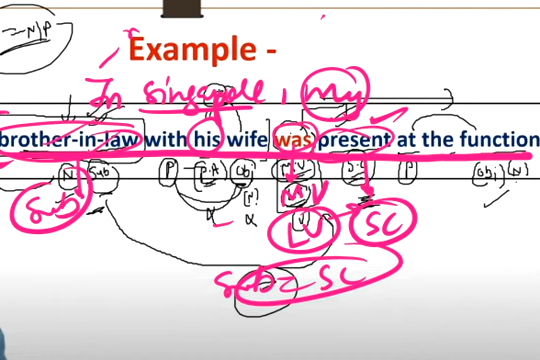 = N/P
Example -
In singapore, my
brother-in-law with his wife was present at the function
N Sub P P.A Obj M.V P Obj (N)
Sub M.V
LV SC
Sub = SC